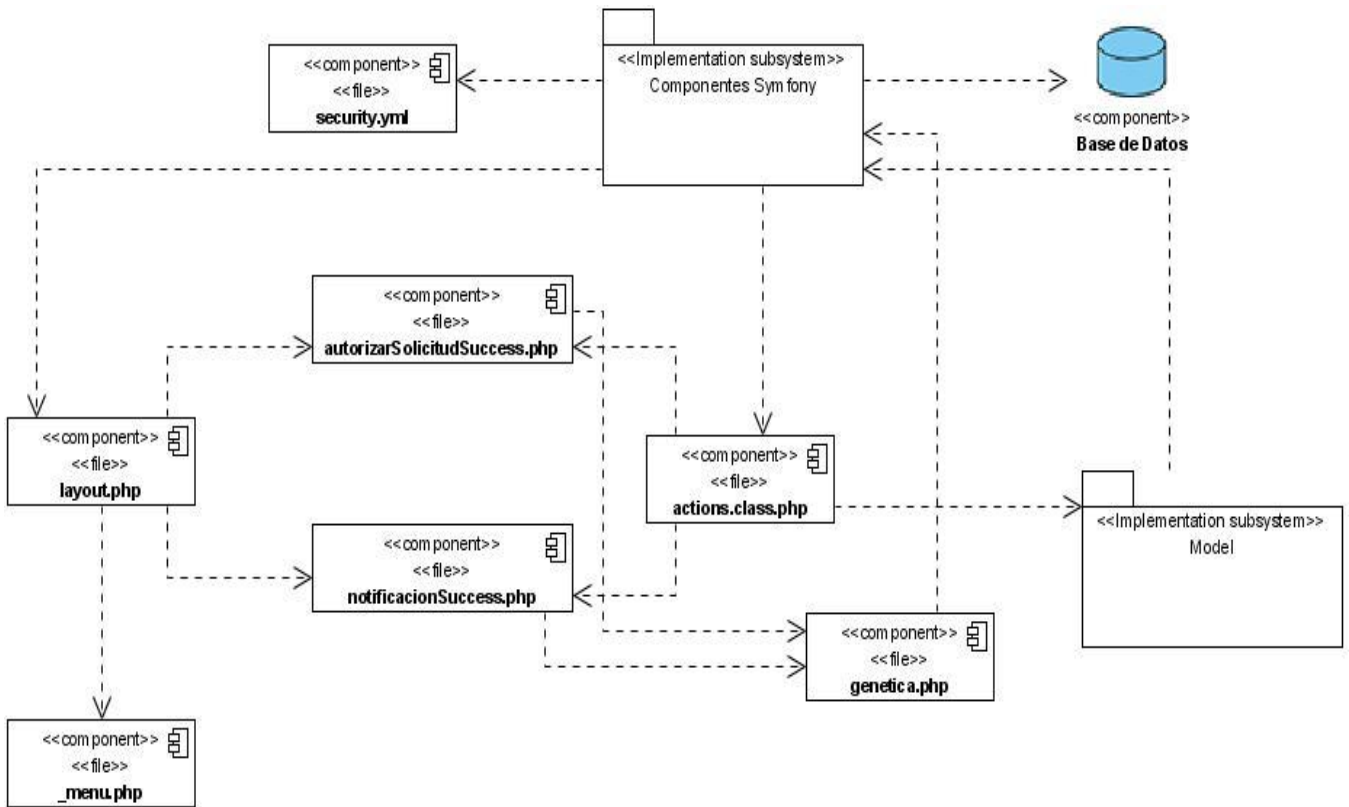 <<component>>
<<file>>
security.yml
<<Implementation subsystem>>
Componentes Symfony
<<component>>
Base de Datos
<<component>>
<<file>>
autorizarSolicitudSuccess.php
<<component>>
<<file>>
layout.php
<<component>>
<<file>>
actions.class.php
<<component>>
<<file>>
notificacionSuccess.php
<<Implementation subsystem>>
Model
<<component>>
<<file>>
genetica.php
<<component>>
<<file>>
_menu.php